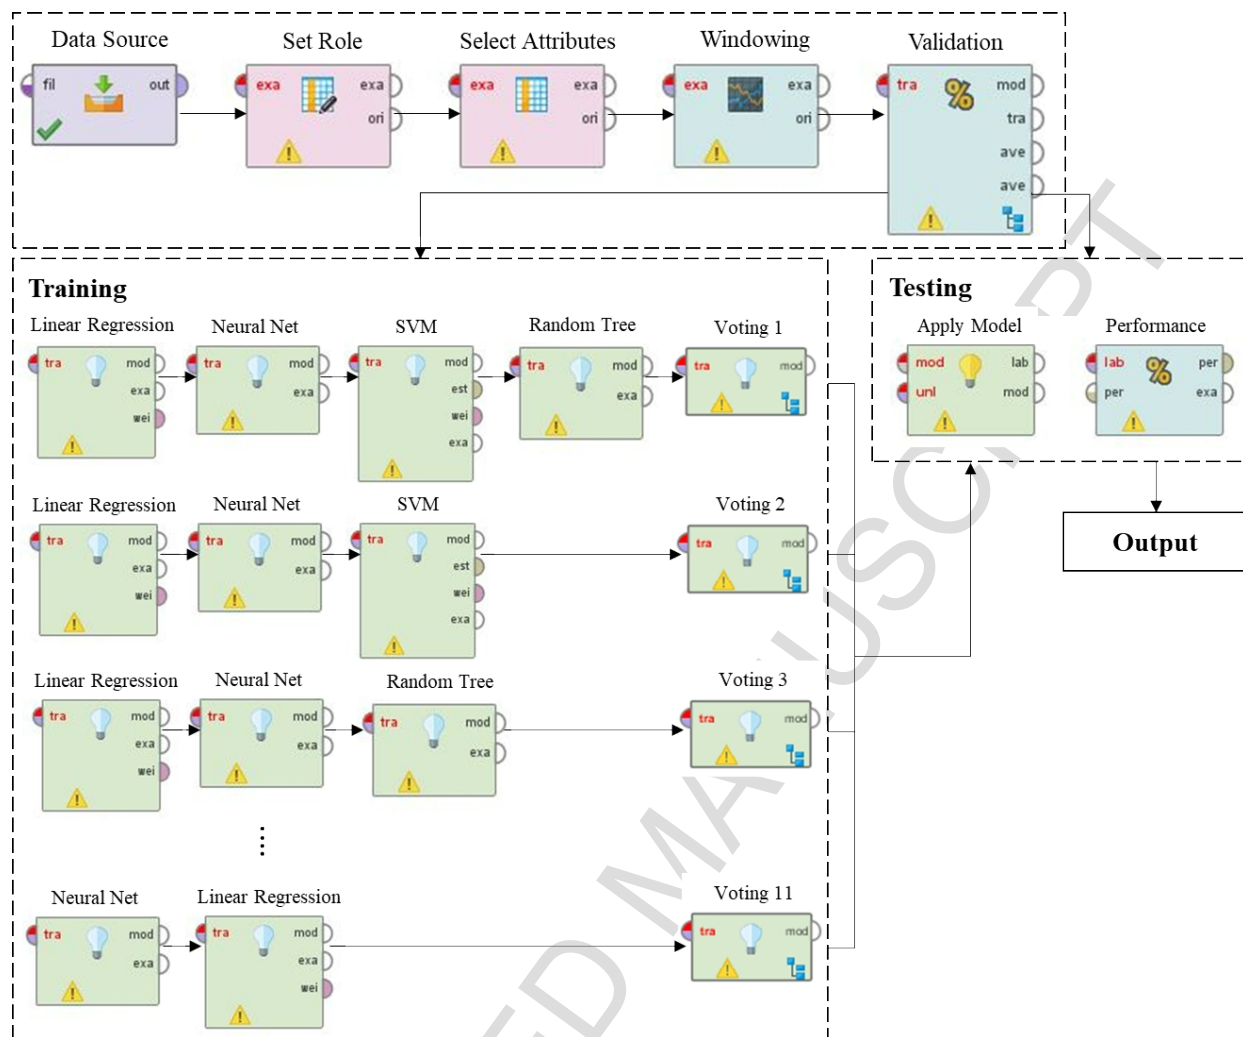 Data Source
Set Role
Select Attributes
Windowing
Validation
fil out
exa exa
ori
exa exa
ori
exa exa
ori
tra mod
tra
ave
ave
Training
Linear Regression
Neural Net
SVM
Random Tree
Voting 1
tra mod
exa
wei
tra mod
exa
tra mod
est
wei
exa
tra mod
exa
tra mod
Linear Regression
Neural Net
SVM
Voting 2
tra mod
exa
wei
tra mod
exa
tra mod
est
wei
exa
tra mod
Linear Regression
Neural Net
Random Tree
Voting 3
tra mod
exa
wei
tra mod
exa
tra mod
exa
tra mod
Neural Net
Linear Regression
Voting 11
tra mod
exa
tra mod
exa
wei
tra mod
Testing
Apply Model
Performance
mod lab
unl mod
lab per
per exa
Output